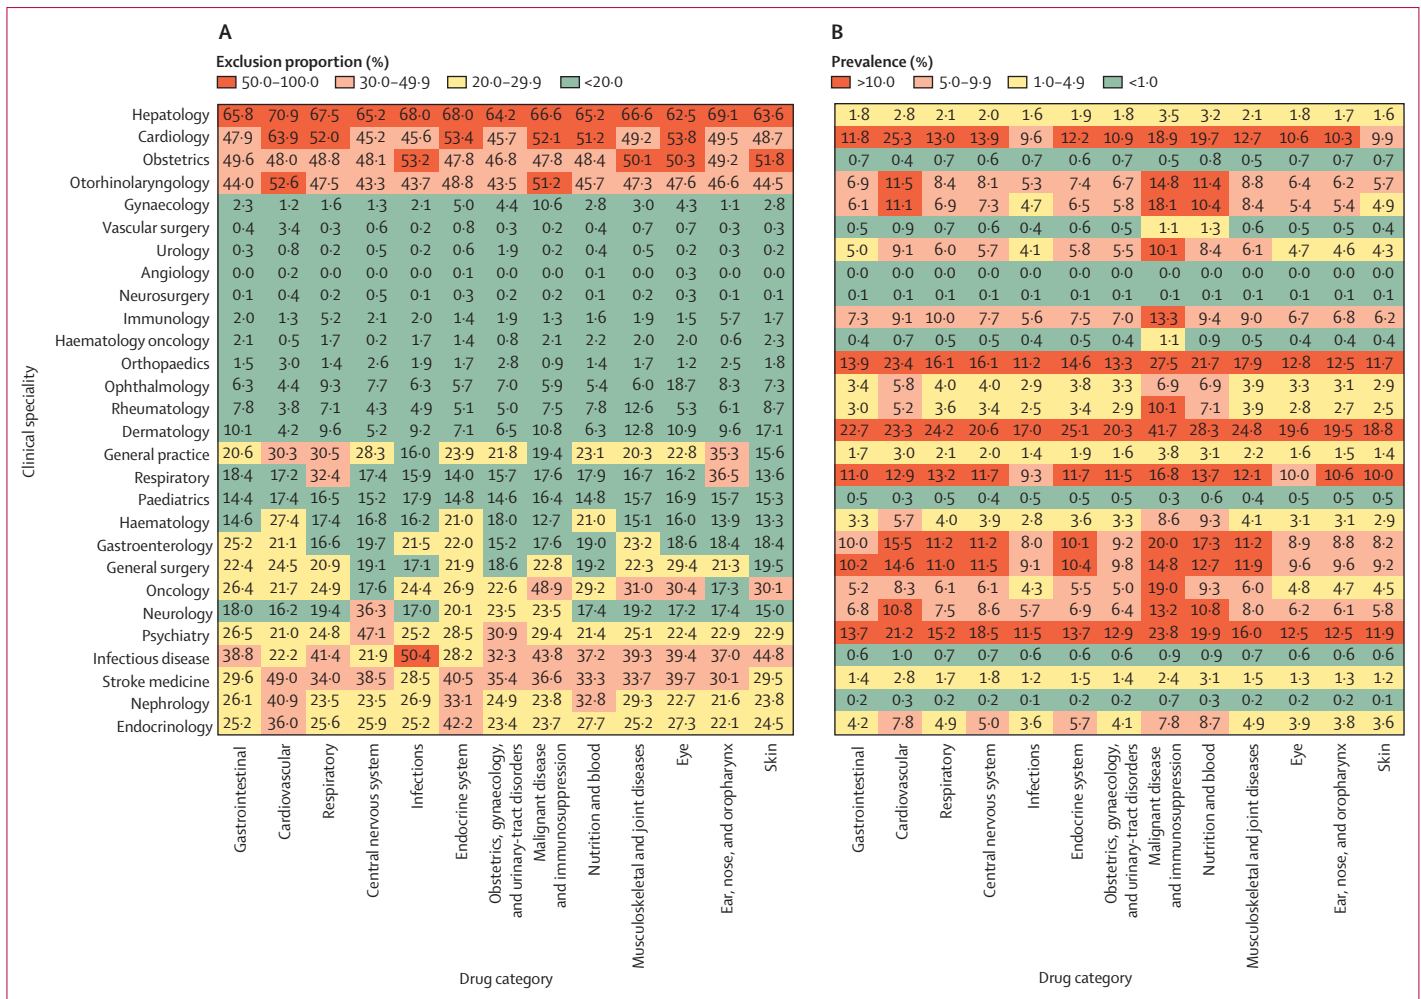 A
Exclusion proportion (%)
50·0–100·0 30·0–49·9 20·0–29·9 <20·0
Hepatology 65·8 70·9 67·5 65·2 68·0 68·0 64·2 66·6 65·2 66·6 62·5 69·1 63·6
Cardiology 47·9 63·9 52·0 45·2 45·6 53·4 45·7 52·1 51·2 49·2 53·8 49·5 48·7
Obstetrics 49·6 48·0 48·8 48·1 53·2 47·8 46·8 47·8 48·4 50·1 50·3 49·2 51·8
Otorhinolaryngology 44·0 52·6 47·5 43·3 43·7 48·8 43·5 51·2 45·7 47·3 47·6 46·6 44·5
Gynaecology 2·3 1·2 1·6 1·3 2·1 5·0 4·4 10·6 2·8 3·0 4·3 1·1 2·8
Vascular surgery 0·4 3·4 0·3 0·6 0·2 0·8 0·3 0·2 0·4 0·7 0·7 0·3 0·3
Urology 0·3 0·8 0·2 0·5 0·2 0·6 1·9 0·2 0·4 0·5 0·2 0·3 0·2
Angiology 0·0 0·2 0·0 0·0 0·0 0·1 0·0 0·0 0·1 0·0 0·3 0·0 0·0
Neurosurgery 0·1 0·4 0·2 0·5 0·1 0·3 0·2 0·2 0·1 0·2 0·3 0·1 0·1
Immunology 2·0 1·3 5·2 2·1 2·0 1·4 1·9 1·3 1·6 1·9 1·5 5·7 1·7
Haematology oncology 2·1 0·5 1·7 0·2 1·7 1·4 0·8 2·1 2·2 2·0 2·0 0·6 2·3
Orthopaedics 1·5 3·0 1·4 2·6 1·9 1·7 2·8 0·9 1·4 1·7 1·2 2·5 1·8
Ophthalmology 6·3 4·4 9·3 7·7 6·3 5·7 7·0 5·9 5·4 6·0 18·7 8·3 7·3
Rheumatology 7·8 3·8 7·1 4·3 4·9 5·1 5·0 7·5 7·8 12·6 5·3 6·1 8·7
Dermatology 10·1 4·2 9·6 5·2 9·2 7·1 6·5 10·8 6·3 12·8 10·9 9·6 17·1
General practice 20·6 30·3 30·5 28·3 16·0 23·9 21·8 19·4 23·1 20·3 22·8 35·3 15·6
Respiratory 18·4 17·2 32·4 17·4 15·9 14·0 15·7 17·6 17·9 16·7 16·2 36·5 13·6
Paediatrics 14·4 17·4 16·5 15·2 17·9 14·8 14·6 16·4 14·8 15·7 16·9 15·7 15·3
Haematology 14·6 27·4 17·4 16·8 16·2 21·0 18·0 12·7 21·0 15·1 16·0 13·9 13·3
Gastroenterology 25·2 21·1 16·6 19·7 21·5 22·0 15·2 17·6 19·0 23·2 18·6 18·4 18·4
General surgery 22·4 24·5 20·9 19·1 17·1 21·9 18·6 22·8 19·2 22·3 29·4 21·3 19·5
Oncology 26·4 21·7 24·9 17·6 24·4 26·9 22·6 48·9 29·2 31·0 30·4 17·3 30·1
Neurology 18·0 16·2 19·4 36·3 17·0 20·1 23·5 23·5 17·4 19·2 17·2 17·4 15·0
Psychiatry 26·5 21·0 24·8 47·1 25·2 28·5 30·9 29·4 21·4 25·1 22·4 22·9 22·9
Infectious disease 38·8 22·2 41·4 21·9 50·4 28·2 32·3 43·8 37·2 39·3 39·4 37·0 44·8
Stroke medicine 29·6 49·0 34·0 38·5 28·5 40·5 35·4 36·6 33·3 33·7 39·7 30·1 29·5
Nephrology 26·1 40·9 23·5 23·5 26·9 33·1 24·9 23·8 32·8 29·3 22·7 21·6 23·8
Endocrinology 25·2 36·0 25·6 25·9 25·2 42·2 23·4 23·7 27·7 25·2 27·3 22·1 24·5
Clinical speciality
Gastrointestinal
Cardiovascular
Respiratory
Central nervous system
Infections
Endocrine system
Obstetrics, gynaecology,
and urinary-tract disorders
Malignant disease
and immunosuppression
Nutrition and blood
Musculoskeletal and joint diseases
Eye
Ear, nose, and oropharynx
Skin
Drug category
B
Prevalence (%)
>10·0 5·0–9·9 1·0–4·9 <1·0
1·8 2·8 2·1 2·0 1·6 1·9 1·8 3·5 3·2 2·1 1·8 1·7 1·6
11·8 25·3 13·0 13·9 9·6 12·2 10·9 18·9 19·7 12·7 10·6 10·3 9·9
0·7 0·4 0·7 0·6 0·7 0·6 0·7 0·5 0·8 0·5 0·7 0·7 0·7
6·9 11·5 8·4 8·1 5·3 7·4 6·7 14·8 11·4 8·8 6·4 6·2 5·7
6·1 11·1 6·9 7·3 4·7 6·5 5·8 18·1 10·4 8·4 5·4 5·4 4·9
0·5 0·9 0·7 0·6 0·4 0·6 0·5 1·1 1·3 0·6 0·5 0·5 0·4
5·0 9·1 6·0 5·7 4·1 5·8 5·5 10·1 8·4 6·1 4·7 4·6 4·3
0·0 0·0 0·0 0·0 0·0 0·0 0·0 0·0 0·0 0·0 0·0 0·0 0·0
0·1 0·1 0·1 0·1 0·1 0·1 0·1 0·1 0·1 0·1 0·1 0·1 0·1
7·3 9·1 10·0 7·7 5·6 7·5 7·0 13·3 9·4 9·0 6·7 6·8 6·2
0·4 0·7 0·5 0·5 0·4 0·5 0·4 1·1 0·9 0·5 0·4 0·4 0·4
13·9 23·4 16·1 16·1 11·2 14·6 13·3 27·5 21·7 17·9 12·8 12·5 11·7
3·4 5·8 4·0 4·0 2·9 3·8 3·3 6·9 6·9 3·9 3·3 3·1 2·9
3·0 5·2 3·6 3·4 2·5 3·4 2·9 10·1 7·1 3·9 2·8 2·7 2·5
22·7 23·3 24·2 20·6 17·0 25·1 20·3 41·7 28·3 24·8 19·6 19·5 18·8
1·7 3·0 2·1 2·0 1·4 1·9 1·6 3·8 3·1 2·2 1·6 1·5 1·4
11·0 12·9 13·2 11·7 9·3 11·7 11·5 16·8 13·7 12·1 10·0 10·6 10·0
0·5 0·3 0·5 0·4 0·5 0·5 0·5 0·3 0·6 0·4 0·5 0·5 0·5
3·3 5·7 4·0 3·9 2·8 3·6 3·3 8·6 9·3 4·1 3·1 3·1 2·9
10·0 15·5 11·2 11·2 8·0 10·1 9·2 20·0 17·3 11·2 8·9 8·8 8·2
10·2 14·6 11·0 11·5 9·1 10·4 9·8 14·8 12·7 11·9 9·6 9·6 9·2
5·2 8·3 6·1 6·1 4·3 5·5 5·0 19·0 9·3 6·0 4·8 4·7 4·5
6·8 10·8 7·5 8·6 5·7 6·9 6·4 13·2 10·8 8·0 6·2 6·1 5·8
13·7 21·2 15·2 18·5 11·5 13·7 12·9 23·8 19·9 16·0 12·5 12·5 11·9
0·6 1·0 0·7 0·7 0·6 0·6 0·6 0·9 0·9 0·7 0·6 0·6 0·6
1·4 2·8 1·7 1·8 1·2 1·5 1·4 2·4 3·1 1·5 1·3 1·3 1·2
0·2 0·3 0·2 0·2 0·1 0·2 0·2 0·7 0·3 0·2 0·2 0·2 0·1
4·2 7·8 4·9 5·0 3·6 5·7 4·1 7·8 8·7 4·9 3·9 3·8 3·6
Gastrointestinal
Cardiovascular
Respiratory
Central nervous system
Infections
Endocrine system
Obstetrics, gynaecology,
and urinary-tract disorders
Malignant disease
and immunosuppression
Nutrition and blood
Musculoskeletal and joint diseases
Eye
Ear, nose, and oropharynx
Skin
Drug category